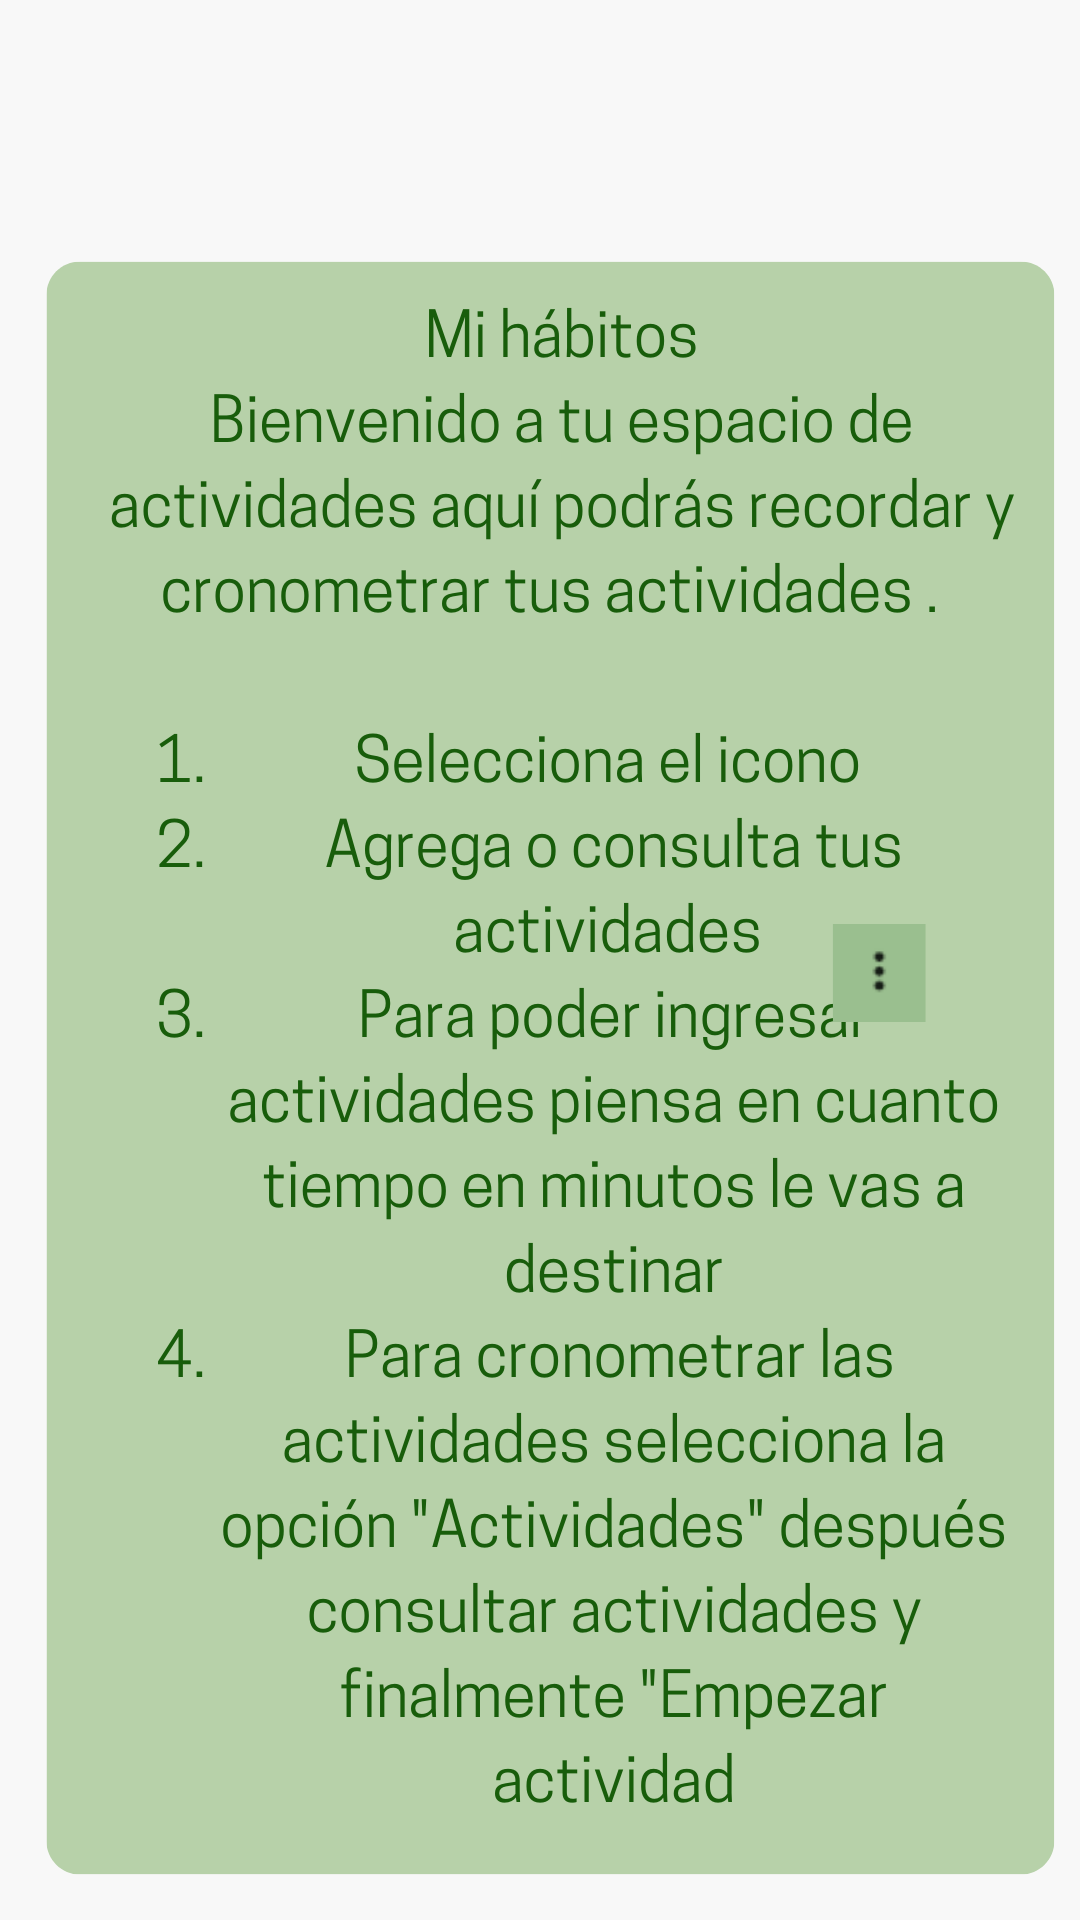 Mi hábitos
Bienvenido a tu espacio de
actividades aquí podrás recordar y
cronometrar tus actividades .
1. Selecciona el icono
2. Agrega o consulta tus
actividades
3. Para poder ingresar
actividades piensa en cuanto
tiempo en minutos le vas a
destinar
4. Para cronometrar las
actividades selecciona la
opción "Actividades" después
consultar actividades y
finalmente "Empezar
actividad